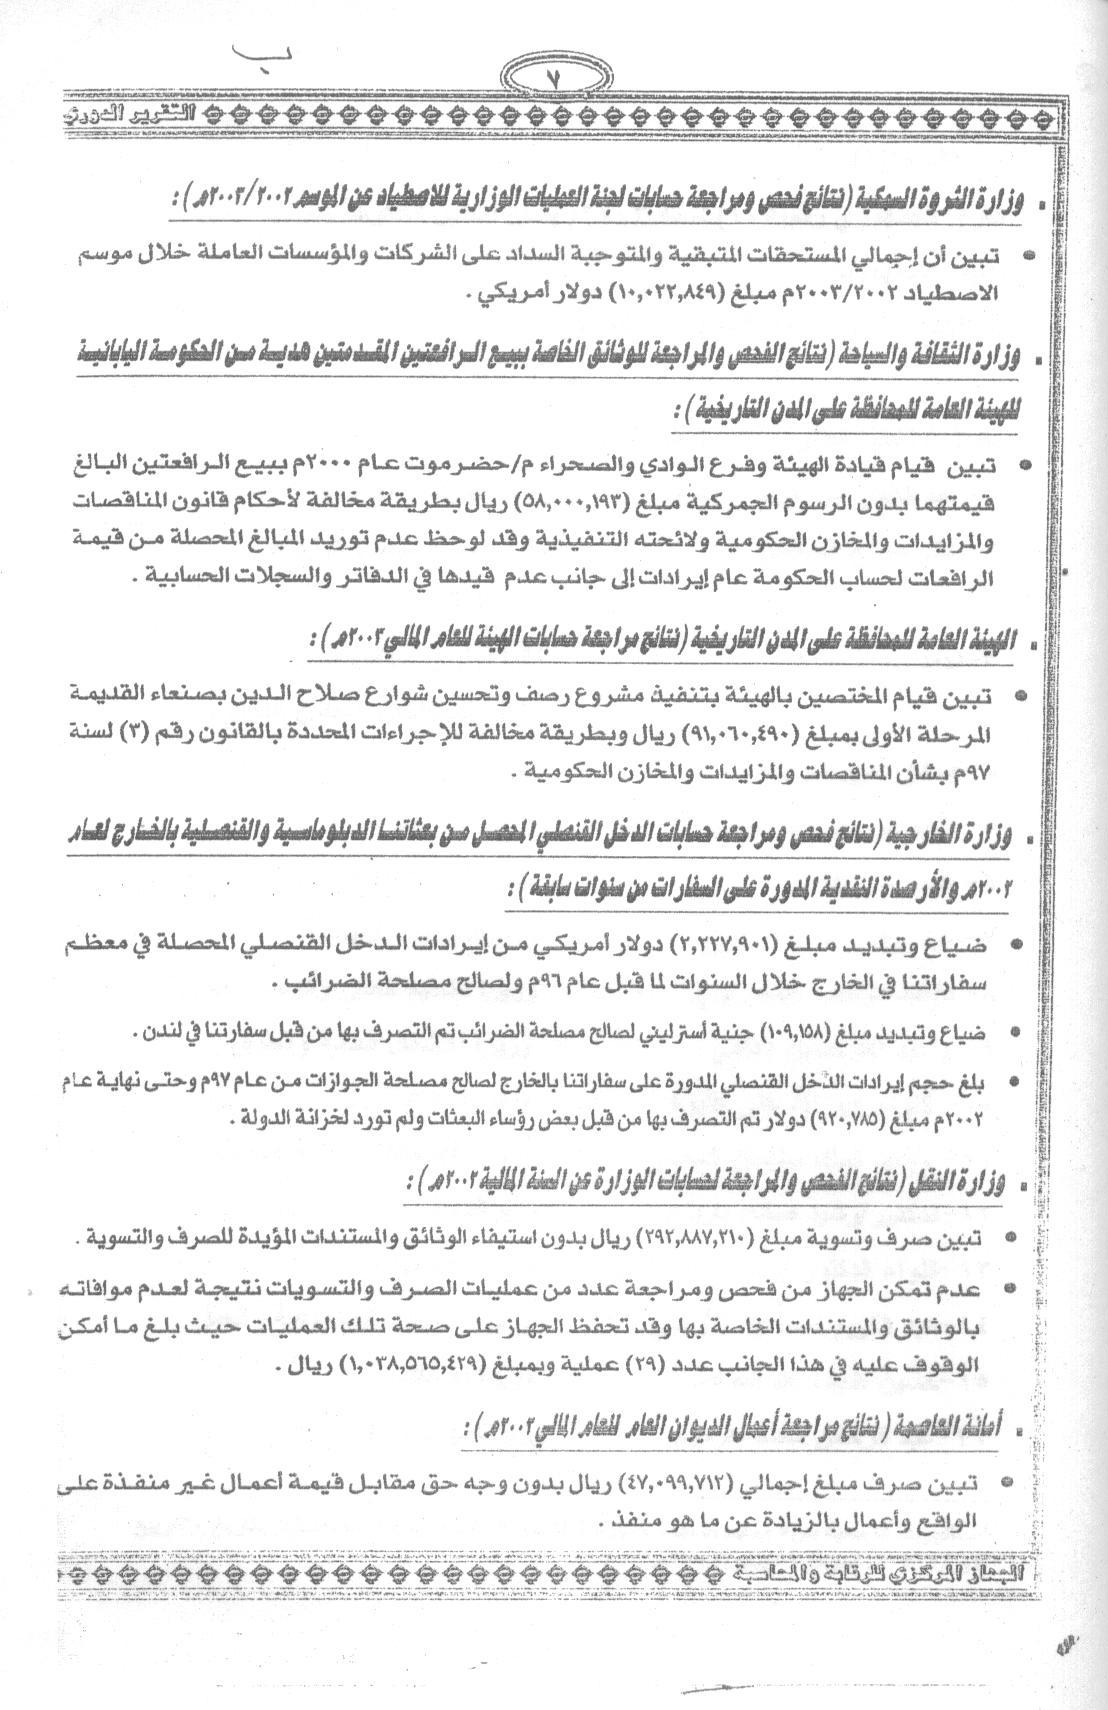 ب
٧
التقرير الدوري
. وزارة الثروة السمكية (نتائج فحص ومراجعة حسابات لجنة العمليات الوزارية للاصطياد عن الموسم ٢٠٠٣/٢٠٠٢م) :
• تبين أن إجمالي المستحقات المتبقية والمتوجبة السداد على الشركات والمؤسسات العاملة خلال موسم
الاصطياد ٢٠٠٣/٢٠٠٢م مبلغ (١٠,٠٢٢,٨٤٩) دولار أمريكي .
. وزارة الثقافة والسياحة (نتائج الفحص والمراجعة للوثائق الخاصة ببيع الرافعتين المقدمتين هدية من الحكومة اليابانية
للهيئة العامة للمحافظة على المدن التاريخية) :
• تبين قيام قيادة الهيئة وفرع الوادي والصحراء م/حضرموت عام ٢٠٠٠م ببيع الرافعتين البالغ
قيمتهما بدون الرسوم الجمركية مبلغ (٥٨,٠٠٠,١٩٣) ريال بطريقة مخالفة لأحكام قانون المناقصات
والمزايدات والمخازن الحكومية ولائحته التنفيذية وقد لوحظ عدم توريد المبالغ المحصلة من قيمة
الرافعات لحساب الحكومة عام إيرادات إلى جانب عدم قيدها في الدفاتر والسجلات الحسابية .
. الهيئة العامة للمحافظة على المدن التاريخية (نتائج مراجعة حسابات الهيئة للعام المالي ٢٠٠٢م) :
• تبين قيام المختصين بالهيئة بتنفيذ مشروع رصف وتحسين شوارع صلاح الدين بصنعاء القديمة
المرحلة الأولى بمبلغ (٩١,٠٦٠,٤٩٠) ريال وبطريقة مخالفة للإجراءات المحددة بالقانون رقم (٣) لسنة
٩٧م بشأن المناقصات والمزايدات والمخازن الحكومية .
. وزارة الخارجية (نتائج فحص ومراجعة حسابات الدخل القنصلي المحصل من بعثاتنا الدبلوماسية والقنصلية بالخارج لعام
٢٠٠٢م والأرصدة النقدية المدورة على السفارات من سنوات سابقة) :
• ضياع وتبديد مبلغ (٢,٢٢٧,٩٠١) دولار أمريكي من إيرادات الدخل القنصلي المحصلة في معظم
سفاراتنا في الخارج خلال السنوات لما قبل عام ٩٦م ولصالح مصلحة الضرائب .
• ضياع وتبديد مبلغ (١٠٩,١٥٨) جنية أسترليني لصالح مصلحة الضرائب تم التصرف بها من قبل سفارتنا في لندن .
• بلغ حجم إيرادات الدخل القنصلي المدورة على سفاراتنا بالخارج لصالح مصلحة الجوازات من عام ٩٧م وحتى نهاية عام
٢٠٠٢م مبلغ (٩٢٠,٧٨٥) دولار تم التصرف بها من قبل بعض رؤساء البعثات ولم تورد لخزانة الدولة .
. وزارة النقل (نتائج الفحص والمراجعة لحسابات الوزارة عن السنة المالية ٢٠٠٢م) :
• تبين صرف وتسوية مبلغ (٢٩٢,٨٨٧,٢١٠) ريال بدون استيفاء الوثائق والمستندات المؤيدة للصرف والتسوية .
• عدم تمكن الجهاز من فحص ومراجعة عدد من عمليات الصرف والتسويات نتيجة لعدم موافاته
بالوثائق والمستندات الخاصة بها وقد تحفظ الجهاز على صحة تلك العمليات حيث بلغ ما أمكن
الوقوف عليه في هذا الجانب عدد (٢٩) عملية وبمبلغ (١,٠٣٨,٥٦٥,٤٢٩) ريال .
. أمانة العاصمة (نتائج مراجعة أعمال الديوان العام للعام المالي ٢٠٠٢م) :
• تبين صرف مبلغ إجمالي (٤٧,٠٩٩,٧١٢) ريال بدون وجه حق مقابل قيمة أعمال غير منفذة على
الواقع وأعمال بالزيادة عن ما هو منفذ .
الجهاز المركزي للرقابة والمحاسبة